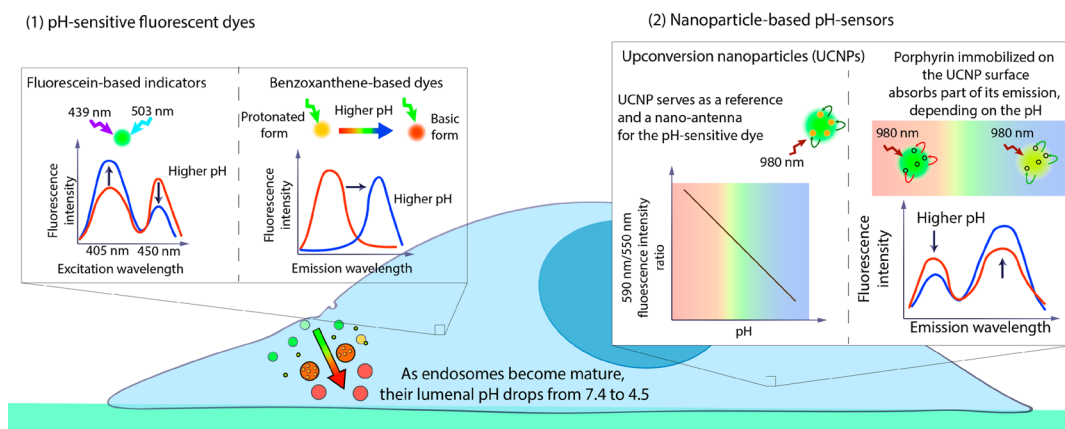 (1) pH-sensitive fluorescent dyes
Fluorescein-based indicators
439 nm
503 nm
Fluorescence
intensity
Higher pH
405 nm
450 nm
Excitation wavelength
Benzoxanthene-based dyes
Protonated
form
Higher pH
Basic
form
Fluorescence
intensity
Higher pH
Emission wavelength
(2) Nanoparticle-based pH-sensors
Upconversion nanoparticles (UCNPs)
UCNP serves as a reference
and a nano-antenna
for the pH-sensitive dye
980 nm
590 nm/550 nm
fluoescence intensity
ratio
pH
Porphyrin immobilized on
the UCNP surface
absorbs part of its emission,
depending on the pH
980 nm
980 nm
Higher pH
Fluorescence
intensity
Emission wavelength
As endosomes become mature,
their lumenal pH drops from 7.4 to 4.5